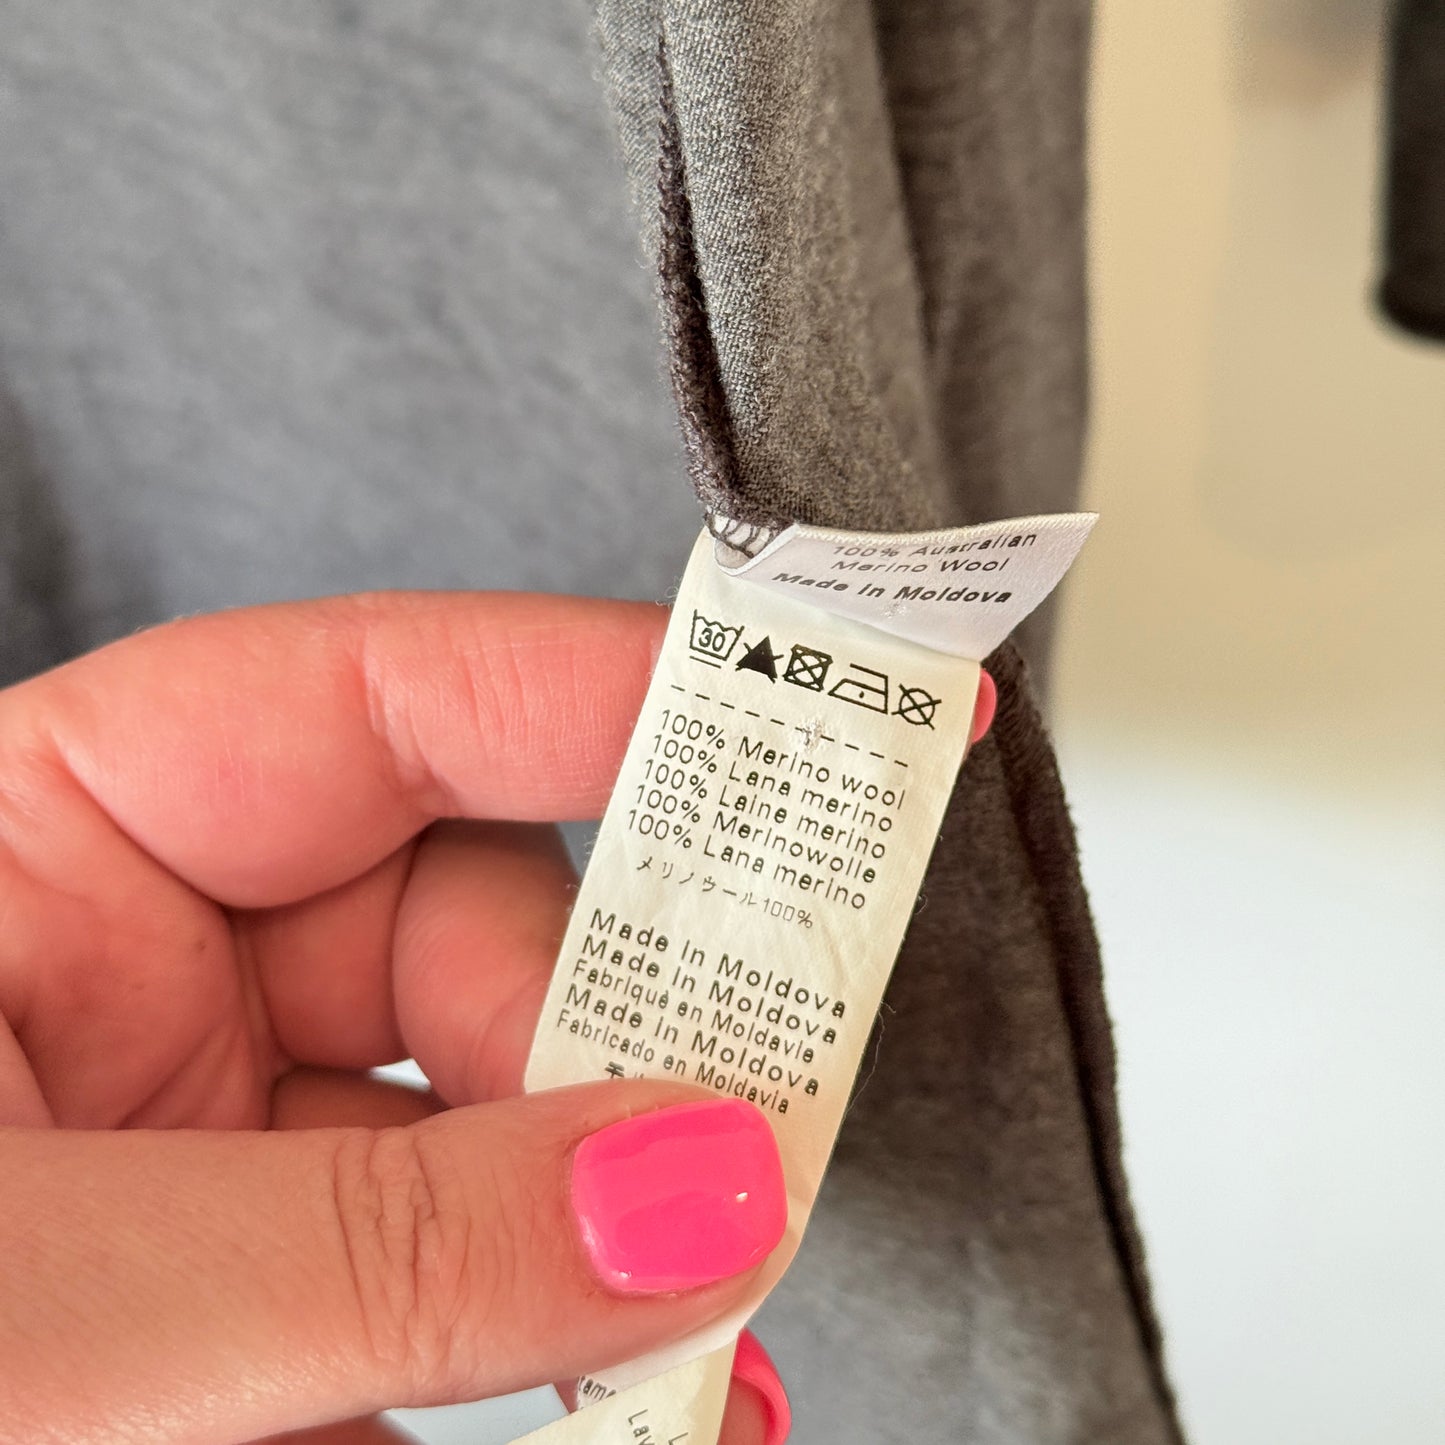 100% Australian
Merino Wool
Made in Moldova
30
100% Merino wool
100% Lana merino
100% Laine merino
100% Merinowolle
100% Lana merino
メリノウール100%
Made in Moldova
Made in Moldova
Fabriqué en Moldavie
Made in Moldova
Fabricado en Moldavia